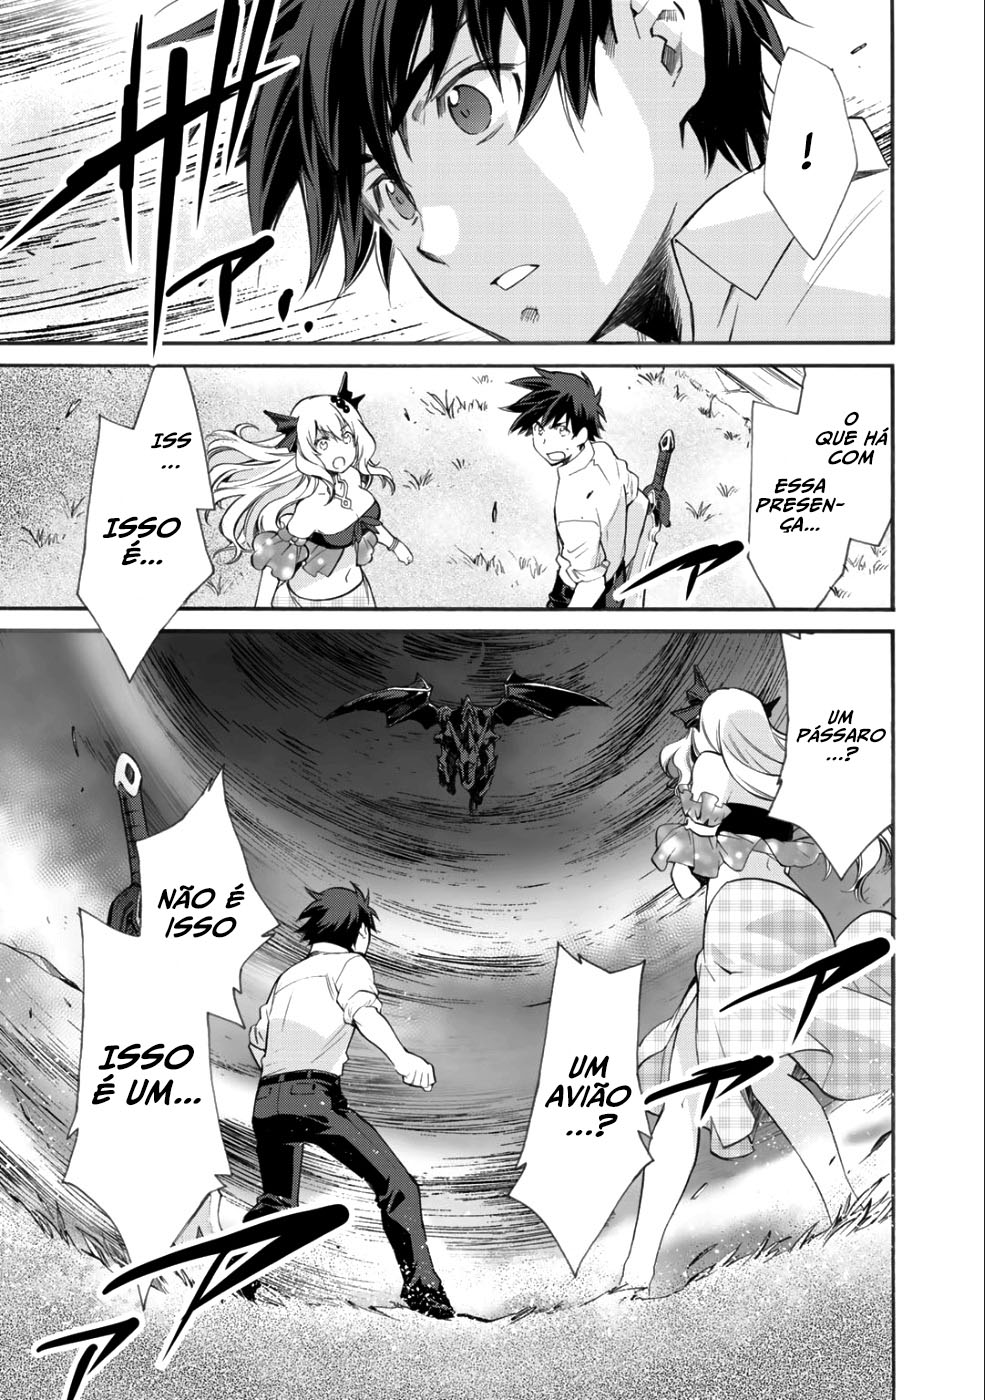 !
O
QUE HÁ
COM
ESSA
PRESEN-
ÇA...
ISS
...
ISSO
É...
UM
PÁSSARO
...?
UM
AVIÃO
...?
NÃO É
ISSO
ISSO
É UM...